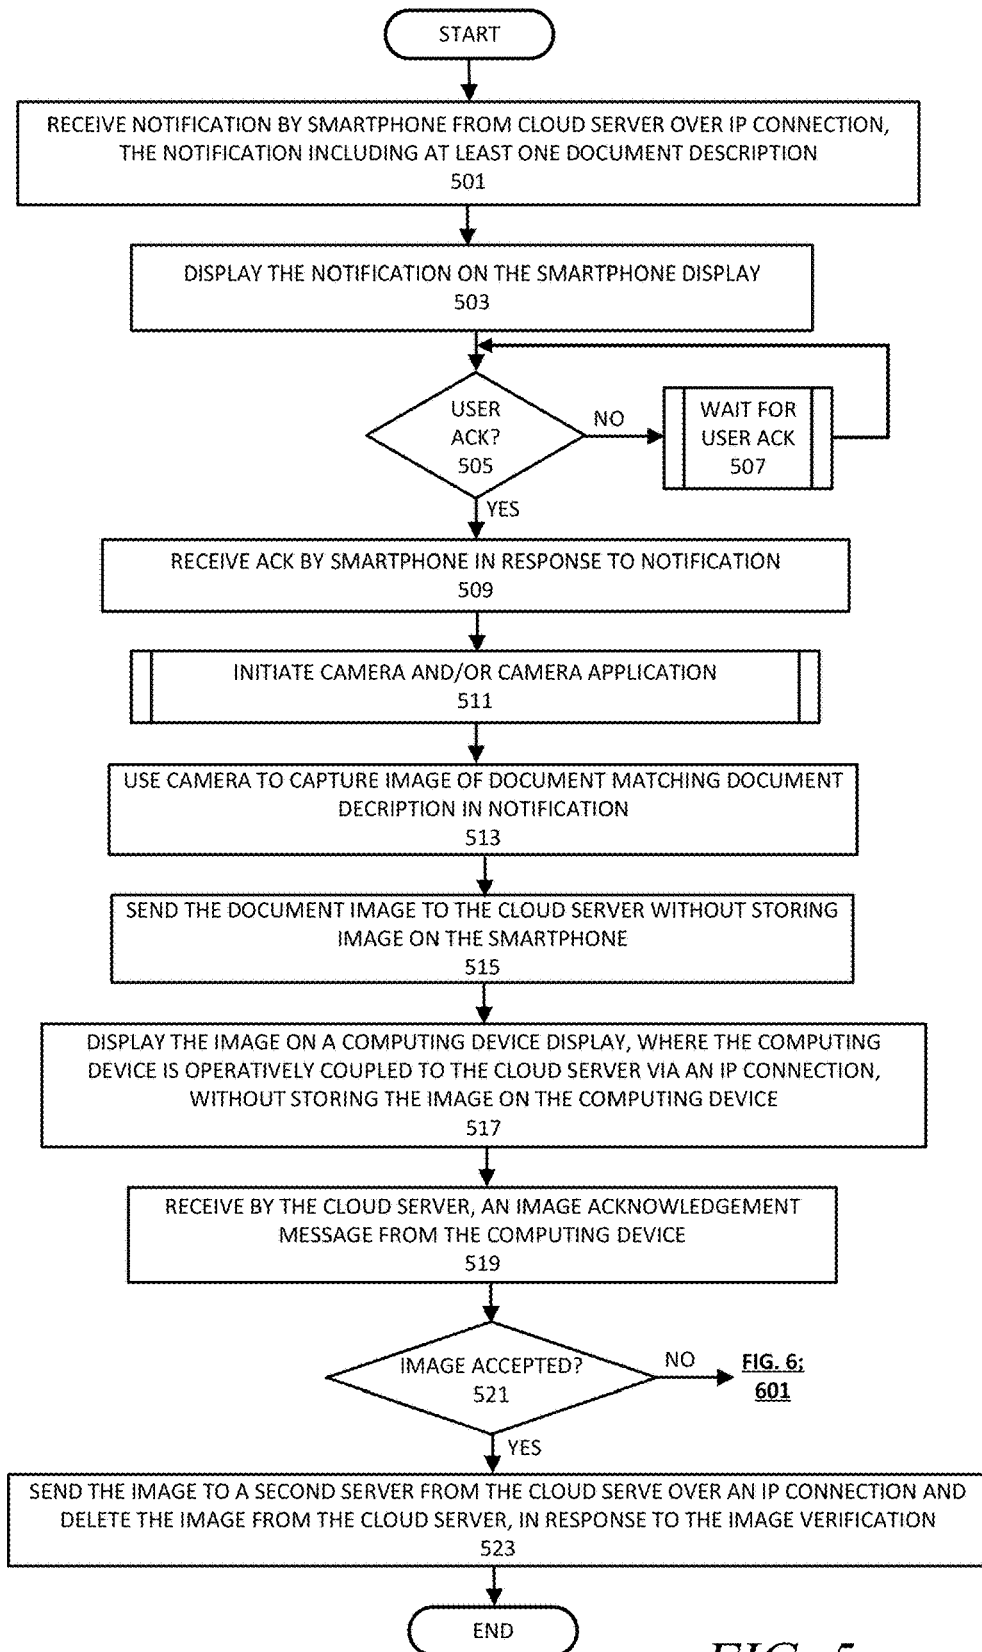 START
RECEIVE NOTIFICATION BY SMARTPHONE FROM CLOUD SERVER OVER IP CONNECTION,
THE NOTIFICATION INCLUDING AT LEAST ONE DOCUMENT DESCRIPTION
501
DISPLAY THE NOTIFICATION ON THE SMARTPHONE DISPLAY
503
USER
ACK?
505
NO
WAIT FOR
USER ACK
507
YES
RECEIVE ACK BY SMARTPHONE IN RESPONSE TO NOTIFICATION
509
INITIATE CAMERA AND/OR CAMERA APPLICATION
511
USE CAMERA TO CAPTURE IMAGE OF DOCUMENT MATCHING DOCUMENT
DECRIPTION IN NOTIFICATION
513
SEND THE DOCUMENT IMAGE TO THE CLOUD SERVER WITHOUT STORING
IMAGE ON THE SMARTPHONE
515
DISPLAY THE IMAGE ON A COMPUTING DEVICE DISPLAY, WHERE THE COMPUTING
DEVICE IS OPERATIVELY COUPLED TO THE CLOUD SERVER VIA AN IP CONNECTION,
WITHOUT STORING THE IMAGE ON THE COMPUTING DEVICE
517
RECEIVE BY THE CLOUD SERVER, AN IMAGE ACKNOWLEDGEMENT
MESSAGE FROM THE COMPUTING DEVICE
519
IMAGE ACCEPTED?
521
NO
FIG. 6;
601
YES
SEND THE IMAGE TO A SECOND SERVER FROM THE CLOUD SERVE OVER AN IP CONNECTION AND
DELETE THE IMAGE FROM THE CLOUD SERVER, IN RESPONSE TO THE IMAGE VERIFICATION
523
END
FIG. 5